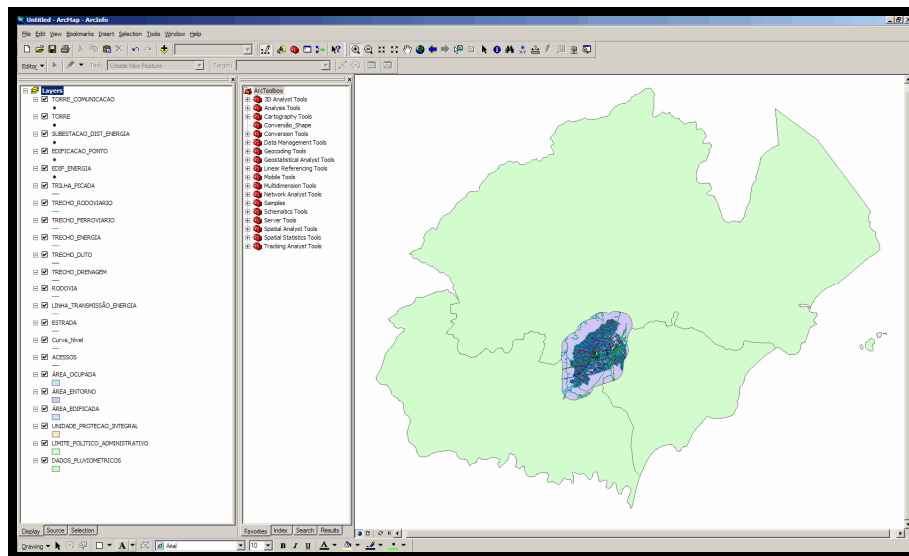 Untitled - ArcMap - ArcInfo
File Edit View Bookmarks Insert Selection Tools Window Help
Editor Task: Create New Feature Target:
Layers
TORRE_COMUNICACAO
TORRE
SUBESTACAO_DIST_ENERGIA
EDIFICACAO_PONTO
EDIF_ENERGIA
TRILHA_PICADA
TRECHO_RODOVIARIO
TRECHO_FERROVIARIO
TRECHO_ENERGIA
TRECHO_DUTO
TRECHO_DRENAGEM
RODOVIA
LINHA_TRANSMISSÃO_ENERGIA
ESTRADA
Curva_Nivel
ACESSOS
ÁREA_OCUPADA
ÁREA_ENTORNO
ÁREA_EDIFICADA
UNIDADE_PROTECAO_INTEGRAL
LIMITE_POLITICO_ADMINISTRATIVO
DADOS_PLUVIOMETRICOS
Display Source Selection
ArcToolbox
3D Analyst Tools
Analysis Tools
Cartography Tools
Conversão_Shape
Conversion Tools
Data Management Tools
Geocoding Tools
Geostatistical Analyst Tools
Linear Referencing Tools
Mobile Tools
Multidimension Tools
Network Analyst Tools
Samples
Schematics Tools
Server Tools
Spatial Analyst Tools
Spatial Statistics Tools
Tracking Analyst Tools
Favorites Index Search Results
Drawing A Arial 10 B I U A